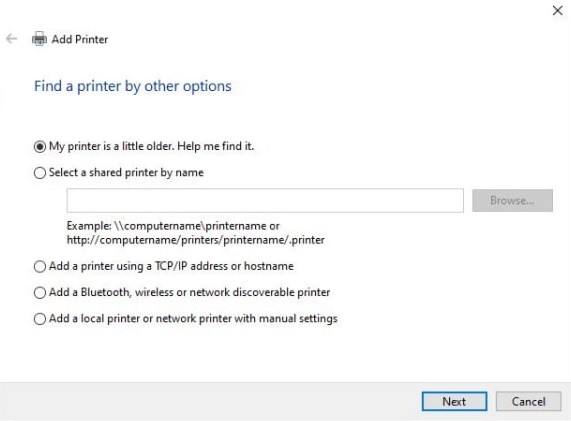 Add Printer
Find a printer by other options
My printer is a little older. Help me find it.
Select a shared printer by name
Browse...
Example: \\computername\printername or
http://computername/printers/printername/.printer
Add a printer using a TCP/IP address or hostname
Add a Bluetooth, wireless or network discoverable printer
Add a local printer or network printer with manual settings
Next Cancel